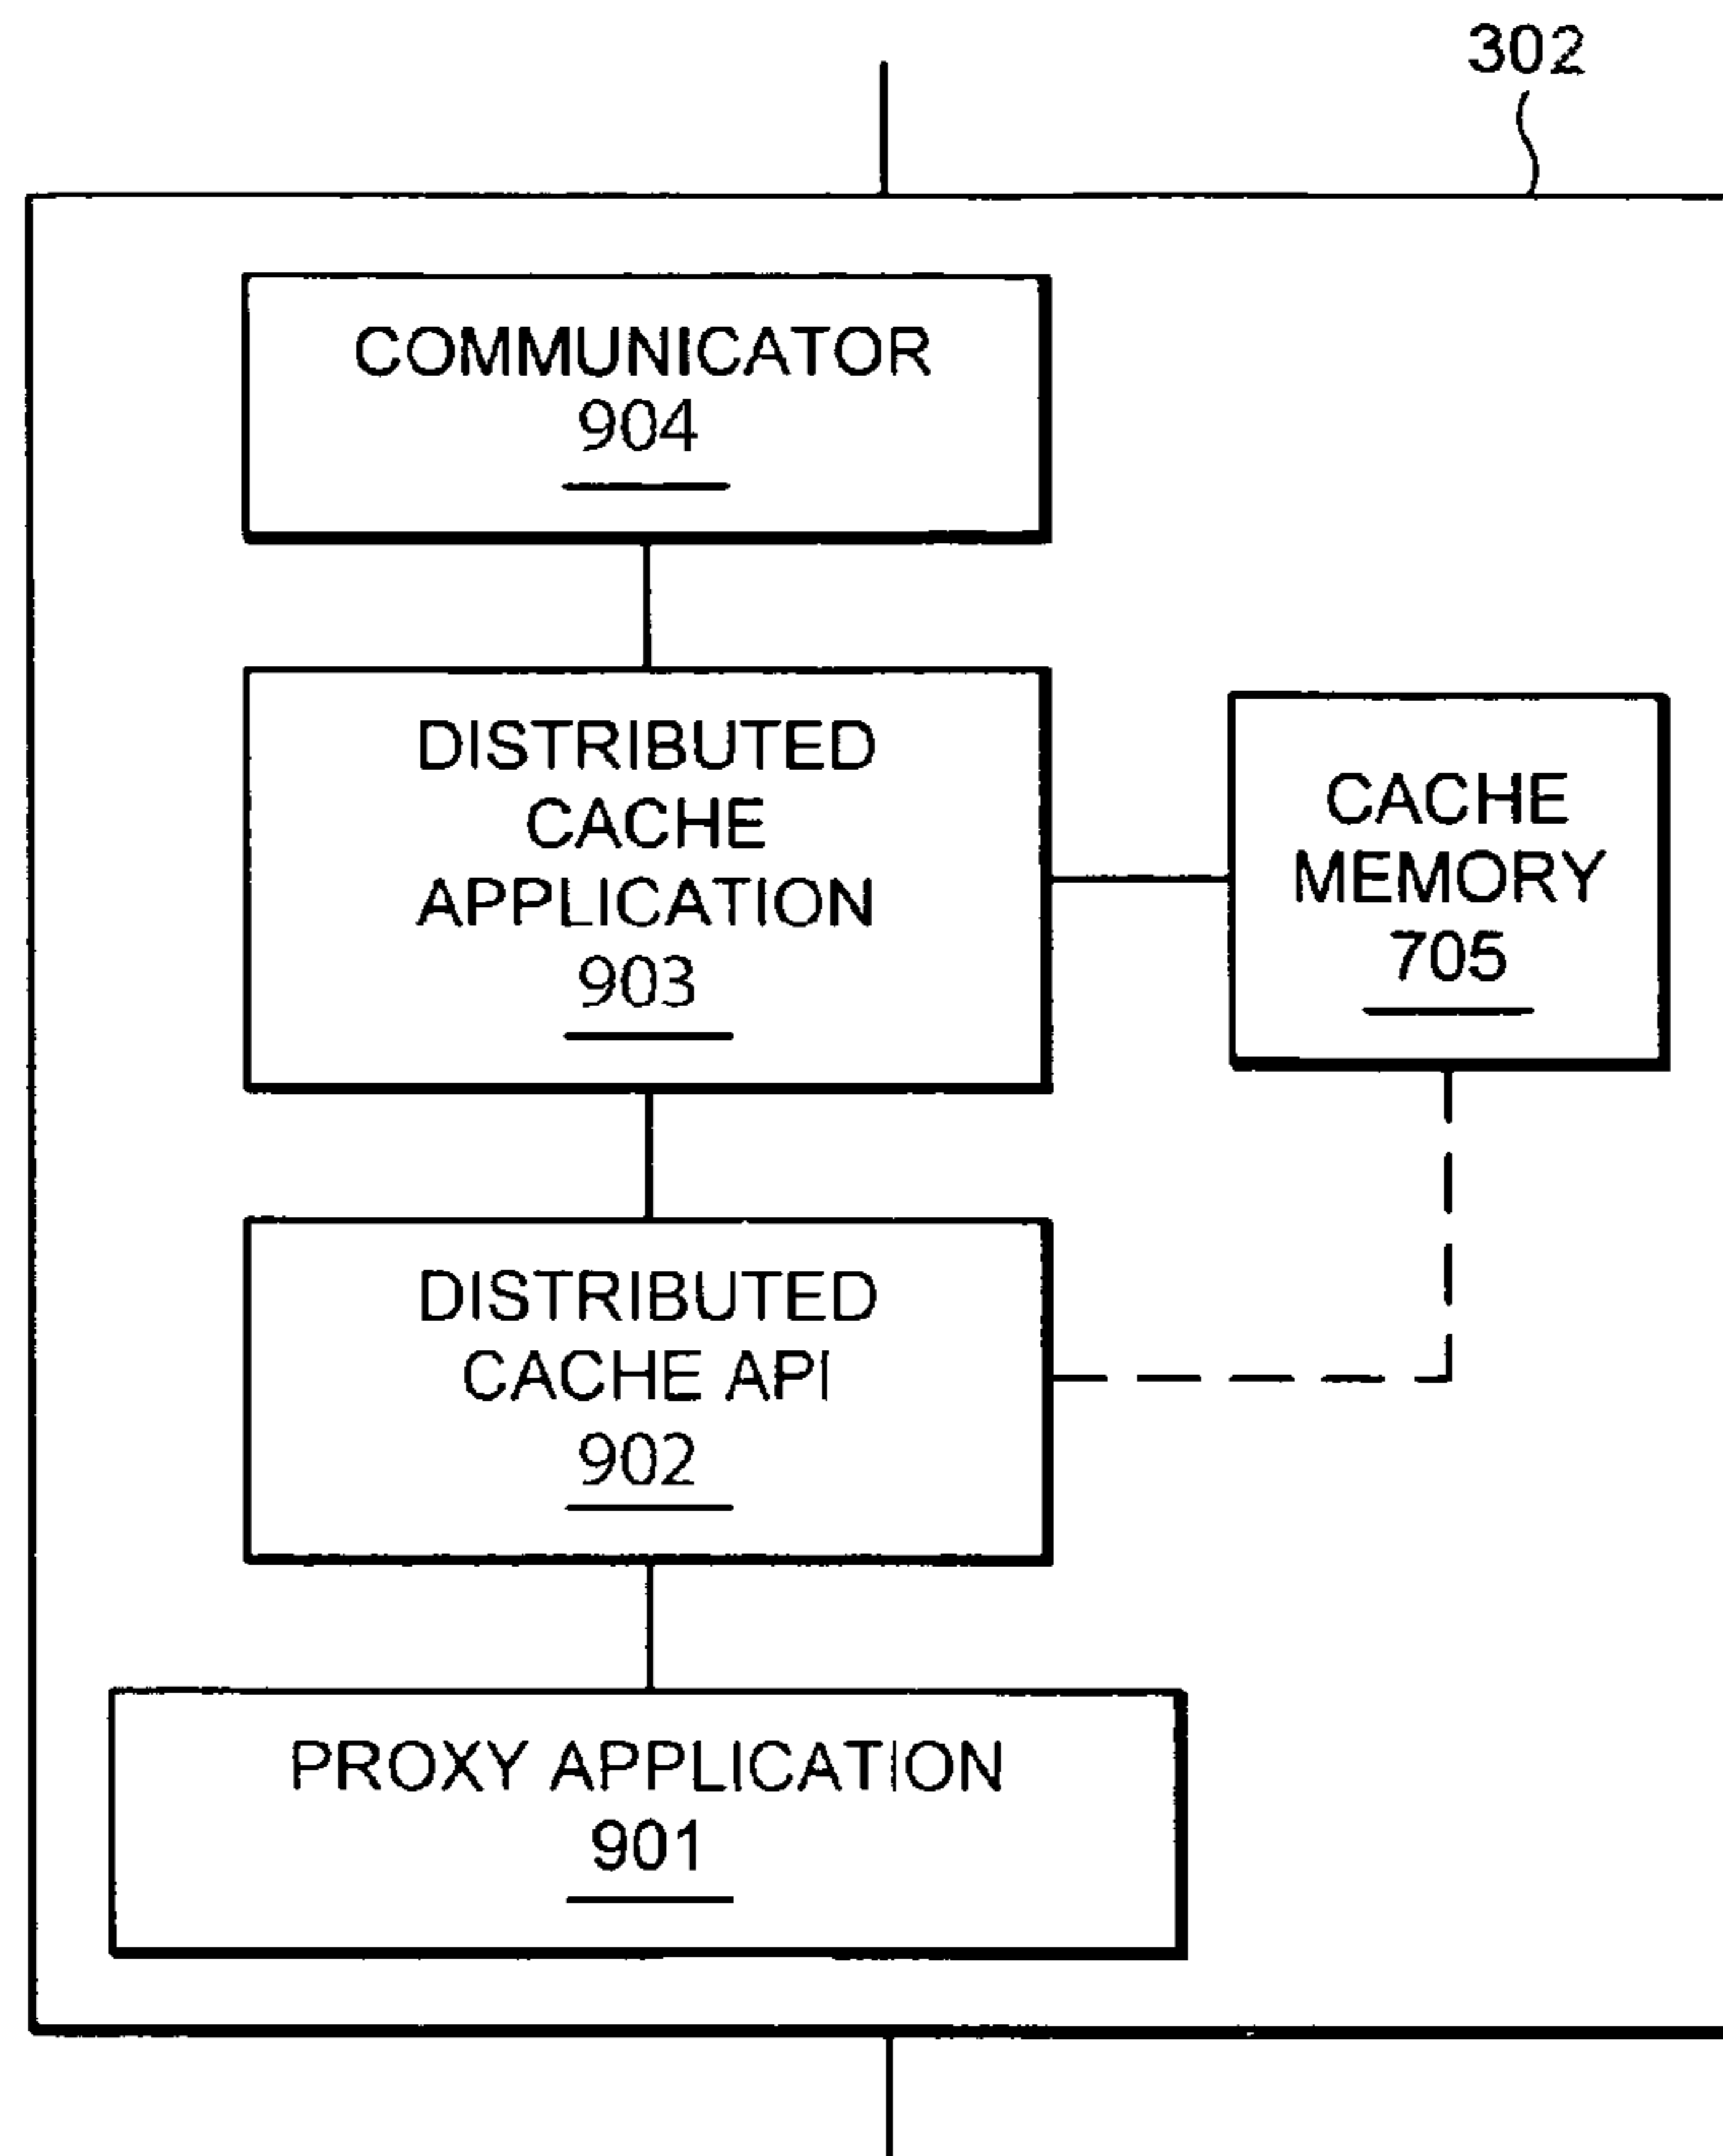 302
COMMUNICATOR
904
DISTRIBUTED
CACHE
APPLICATION
903
CACHE
MEMORY
705
DISTRIBUTED
CACHE API
902
PROXY APPLICATION
901